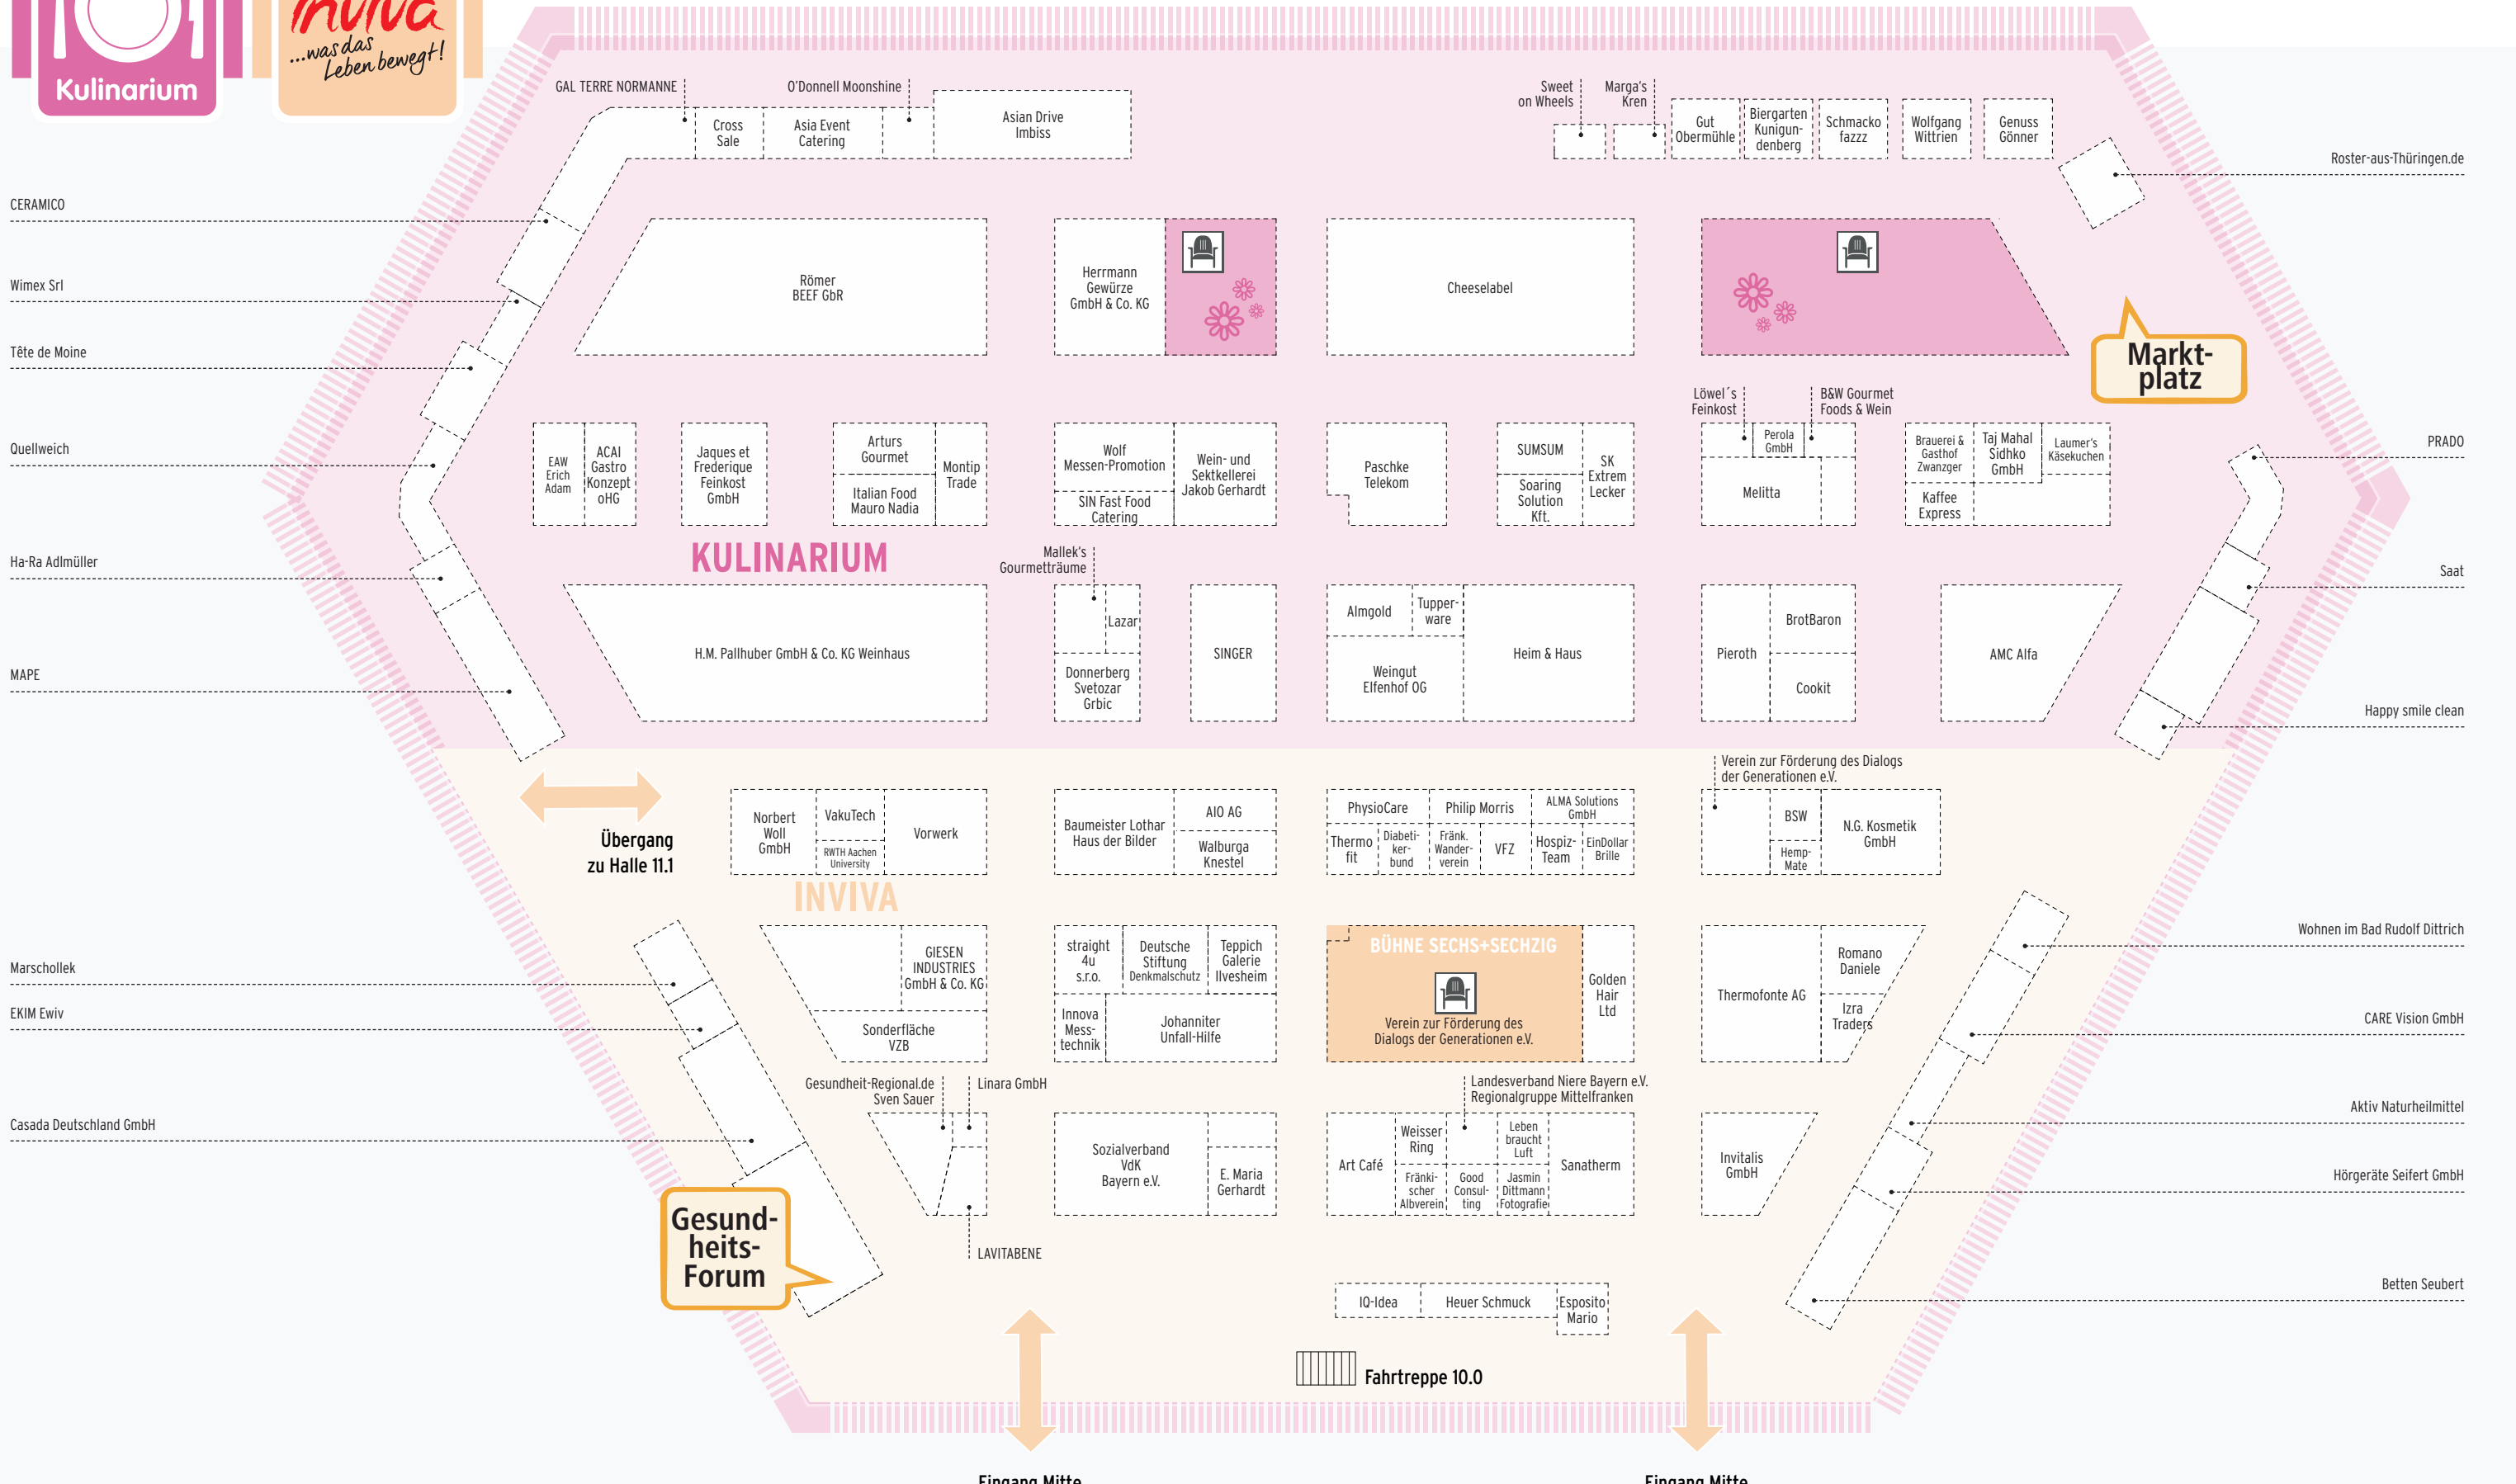 Kulinarium
inviva
...was das
Leben bewegt!
GAL TERRE NORMANNE
O'Donnell Moonshine
Cross
Sale
Asia Event
Catering
Asian Drive
Imbiss
Sweet
on Wheels
Marga's
Kren
Gut
Obermühle
Biergarten
Kunigun-
denberg
Schmacko
fazzz
Wolfgang
Wittrien
Genuss
Gönner
Roster-aus-Thüringen.de
CERAMICO
Wimex Srl
Tête de Moine
Quellweich
Ha-Ra Adlmüller
MAPE
Römer
BEEF GbR
Herrmann
Gewürze
GmbH & Co. KG
Cheeselabel
Markt-
platz
EAW
Erich
Adam
ACAI
Gastro
Konzept
oHG
Jaques et
Frederique
Feinkost
GmbH
Arturs
Gourmet
Italian Food
Mauro Nadia
Montip
Trade
Wolf
Messen-Promotion
SIN Fast Food
Catering
Wein- und
Sektkellerei
Jakob Gerhardt
Paschke
Telekom
SUMSUM
Soaring
Solution
Kft.
SK
Extrem
Lecker
Löwel´s
Feinkost
Perola
GmbH
B&W Gourmet
Foods & Wein
Melitta
Brauerei &
Gasthof
Zwanzger
Taj Mahal
Sidhko
GmbH
Laumer's
Käsekuchen
Kaffee
Express
PRADO
Saat
Happy smile clean
KULINARIUM
H.M. Pallhuber GmbH & Co. KG Weinhaus
Mallek's
Gourmetträume
Lazar
Donnerberg
Svetozar
Grbic
SINGER
Almgold
Tupper-
ware
Weingut
Elfenhof OG
Heim & Haus
Pieroth
BrotBaron
Cookit
AMC Alfa
Übergang
zu Halle 11.1
Norbert
Woll
GmbH
VakuTech
RWTH Aachen
University
Vorwerk
Baumeister Lothar
Haus der Bilder
AIO AG
Walburga
Knestel
PhysioCare
Philip Morris
ALMA Solutions
GmbH
Thermo
fit
Diabeti-
ker-
bund
Fränk.
Wander-
verein
VFZ
Hospiz-
Team
EinDollar
Brille
Verein zur Förderung des Dialogs
der Generationen e.V.
BSW
Hemp-
Mate
N.G. Kosmetik
GmbH
INVIVA
Marschollek
EKIM Ewiv
Casada Deutschland GmbH
GIESEN
INDUSTRIES
GmbH & Co. KG
Sonderfläche
VZB
straight
4u
s.r.o.
Deutsche
Stiftung
Denkmalschutz
Teppich
Galerie
Ilvesheim
Innova
Mess-
technik
Johanniter
Unfall-Hilfe
BÜHNE SECHS+SECHZIG
Verein zur Förderung des
Dialogs der Generationen e.V.
Golden
Hair
Ltd
Thermofonte AG
Romano
Daniele
Izra
Traders
Wohnen im Bad Rudolf Dittrich
CARE Vision GmbH
Aktiv Naturheilmittel
Hörgeräte Seifert GmbH
Betten Seubert
Gesundheit-Regional.de
Sven Sauer
Linara GmbH
LAVITABENE
Sozialverband
VdK
Bayern e.V.
E. Maria
Gerhardt
Landesverband Niere Bayern e.V.
Regionalgruppe Mittelfranken
Art Café
Weisser
Ring
Leben
braucht
Luft
Fränki-
scher
Albverein
Good
Consul-
ting
Jasmin
Dittmann
Fotografie
Sanatherm
Invitalis
GmbH
Gesund-
heits-
Forum
IQ-Idea
Heuer Schmuck
Esposito
Mario
Fahrtreppe 10.0
Eingang Mitte
Eingang Mitte